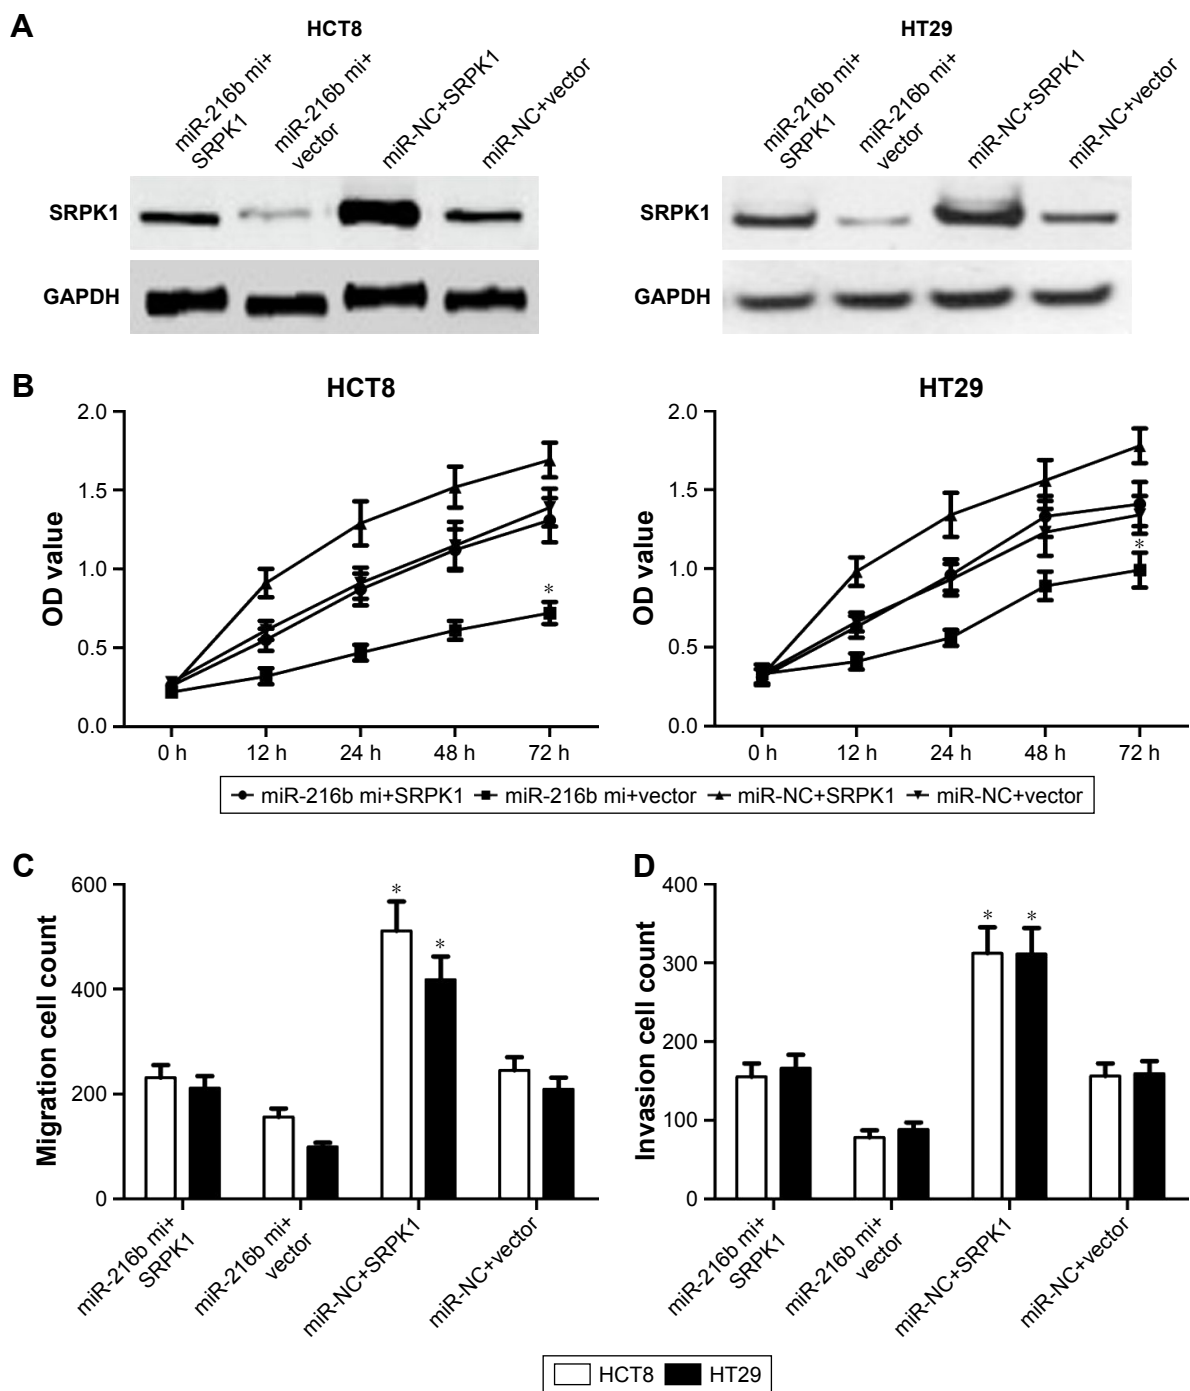 A
HCT8
HT29
miR-216b mi+
SRPK1
miR-216b mi+
vector
miR-NC+SRPK1
miR-NC+vector
miR-216b mi+
SRPK1
miR-216b mi+
vector
miR-NC+SRPK1
miR-NC+vector
SRPK1
GAPDH
SRPK1
GAPDH
B
HCT8
OD value
2.0
1.5
1.0
0.5
0.0
*
0 h 12 h 24 h 48 h 72 h
HT29
OD value
2.0
1.5
1.0
0.5
0.0
*
0 h 12 h 24 h 48 h 72 h
miR-216b mi+SRPK1 miR-216b mi+vector miR-NC+SRPK1 miR-NC+vector
C
Migration cell count
600
400
200
0
* *
miR-216b mi+
SRPK1
miR-216b mi+
vector
miR-NC+SRPK1
miR-NC+vector
D
Invasion cell count
400
300
200
100
0
* *
miR-216b mi+
SRPK1
miR-216b mi+
vector
miR-NC+SRPK1
miR-NC+vector
HCT8 HT29